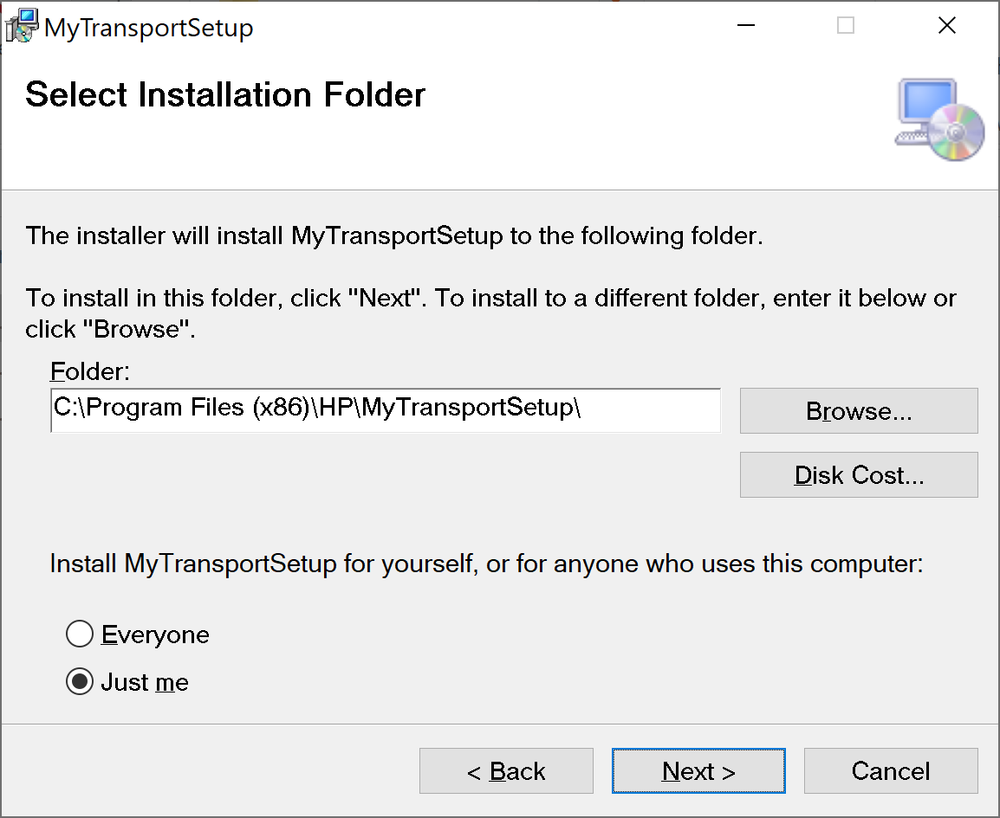 MyTransportSetup
Select Installation Folder
The installer will install MyTransportSetup to the following folder.
To install in this folder, click "Next". To install to a different folder, enter it below or
click "Browse".
Folder:
C:\Program Files (x86)\HP\MyTransportSetup\
Browse...
Disk Cost...
Install MyTransportSetup for yourself, or for anyone who uses this computer:
Everyone
Just me
< Back
Next >
Cancel